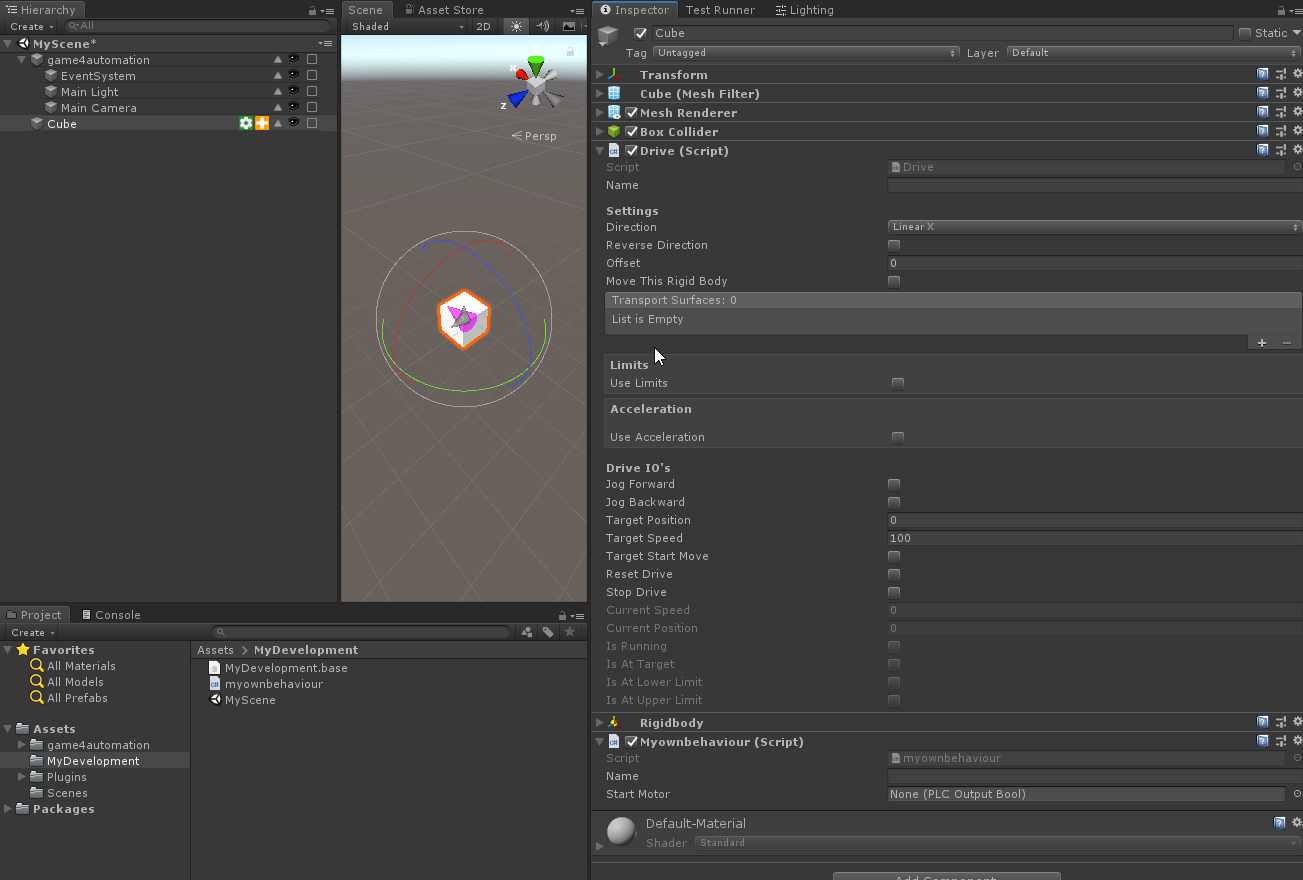 Hierarchy
Create All
MyScene*
game4automation
EventSystem
Main Light
Main Camera
Cube
Scene Asset Store
Shaded 2D
x
z
Persp
Inspector Test Runner Lighting
Cube Static
Tag Untagged Layer Default
Transform
Cube (Mesh Filter)
Mesh Renderer
Box Collider
Drive (Script)
Script Drive
Name
Settings
Direction Linear X
Reverse Direction
Offset 0
Move This Rigid Body
Transport Surfaces: 0
List is Empty
+ −
Limits
Use Limits
Acceleration
Use Acceleration
Drive IO's
Jog Forward
Jog Backward
Target Position 0
Target Speed 100
Target Start Move
Reset Drive
Stop Drive
Current Speed 0
Current Position 0
Is Running
Is At Target
Is At Lower Limit
Is At Upper Limit
Rigidbody
Myownbehaviour (Script)
Script myownbehaviour
Name
Start Motor None (PLC Output Bool)
Default-Material
Shader Standard
Add Component
Project Console
Create
Favorites
All Materials
All Models
All Prefabs
Assets
game4automation
MyDevelopment
Plugins
Scenes
Packages
Assets > MyDevelopment
MyDevelopment.base
myownbehaviour
MyScene